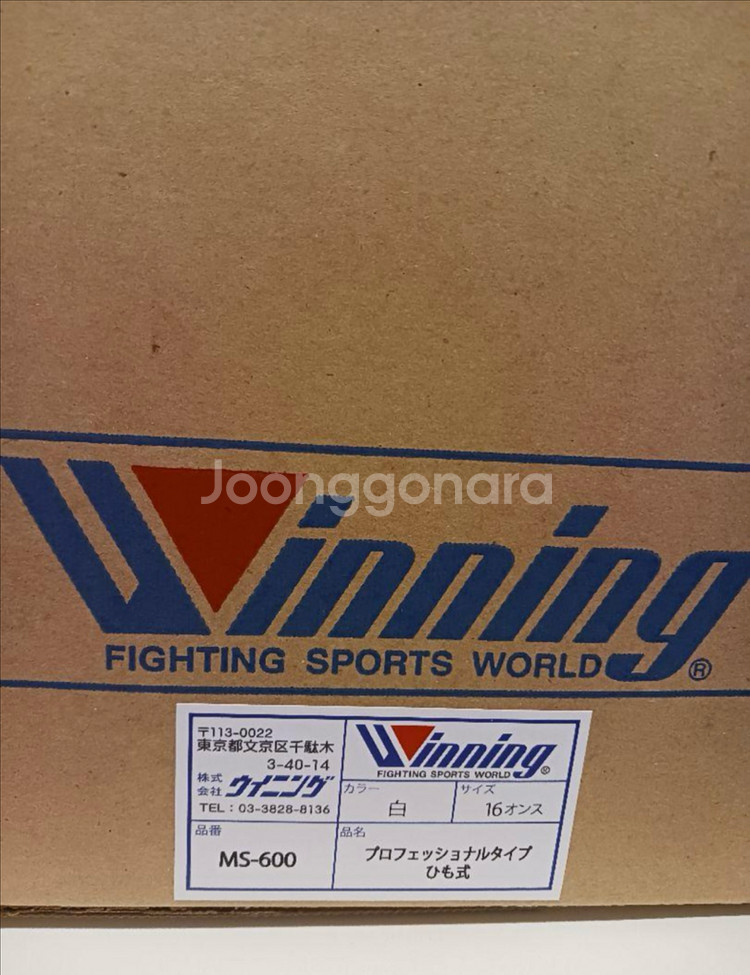 Joonggonara
Winning
FIGHTING SPORTS WORLD®
〒113-0022
東京都文京区千駄木
3-40-14
株式会社 ウイニング
TEL：03-3828-8136
Winning
FIGHTING SPORTS WORLD®
カラー
白
サイズ
16オンス
品番
MS-600
品名
プロフェッショナルタイプ
ひも式